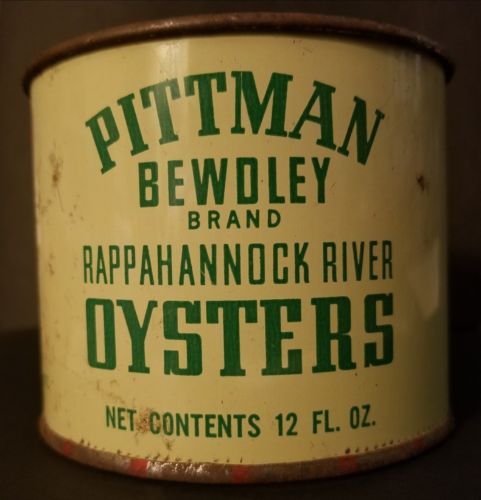 PITTMAN
BEWDLEY
BRAND
RAPPAHANNOCK RIVER
OYSTERS
NET CONTENTS 12 FL. OZ.